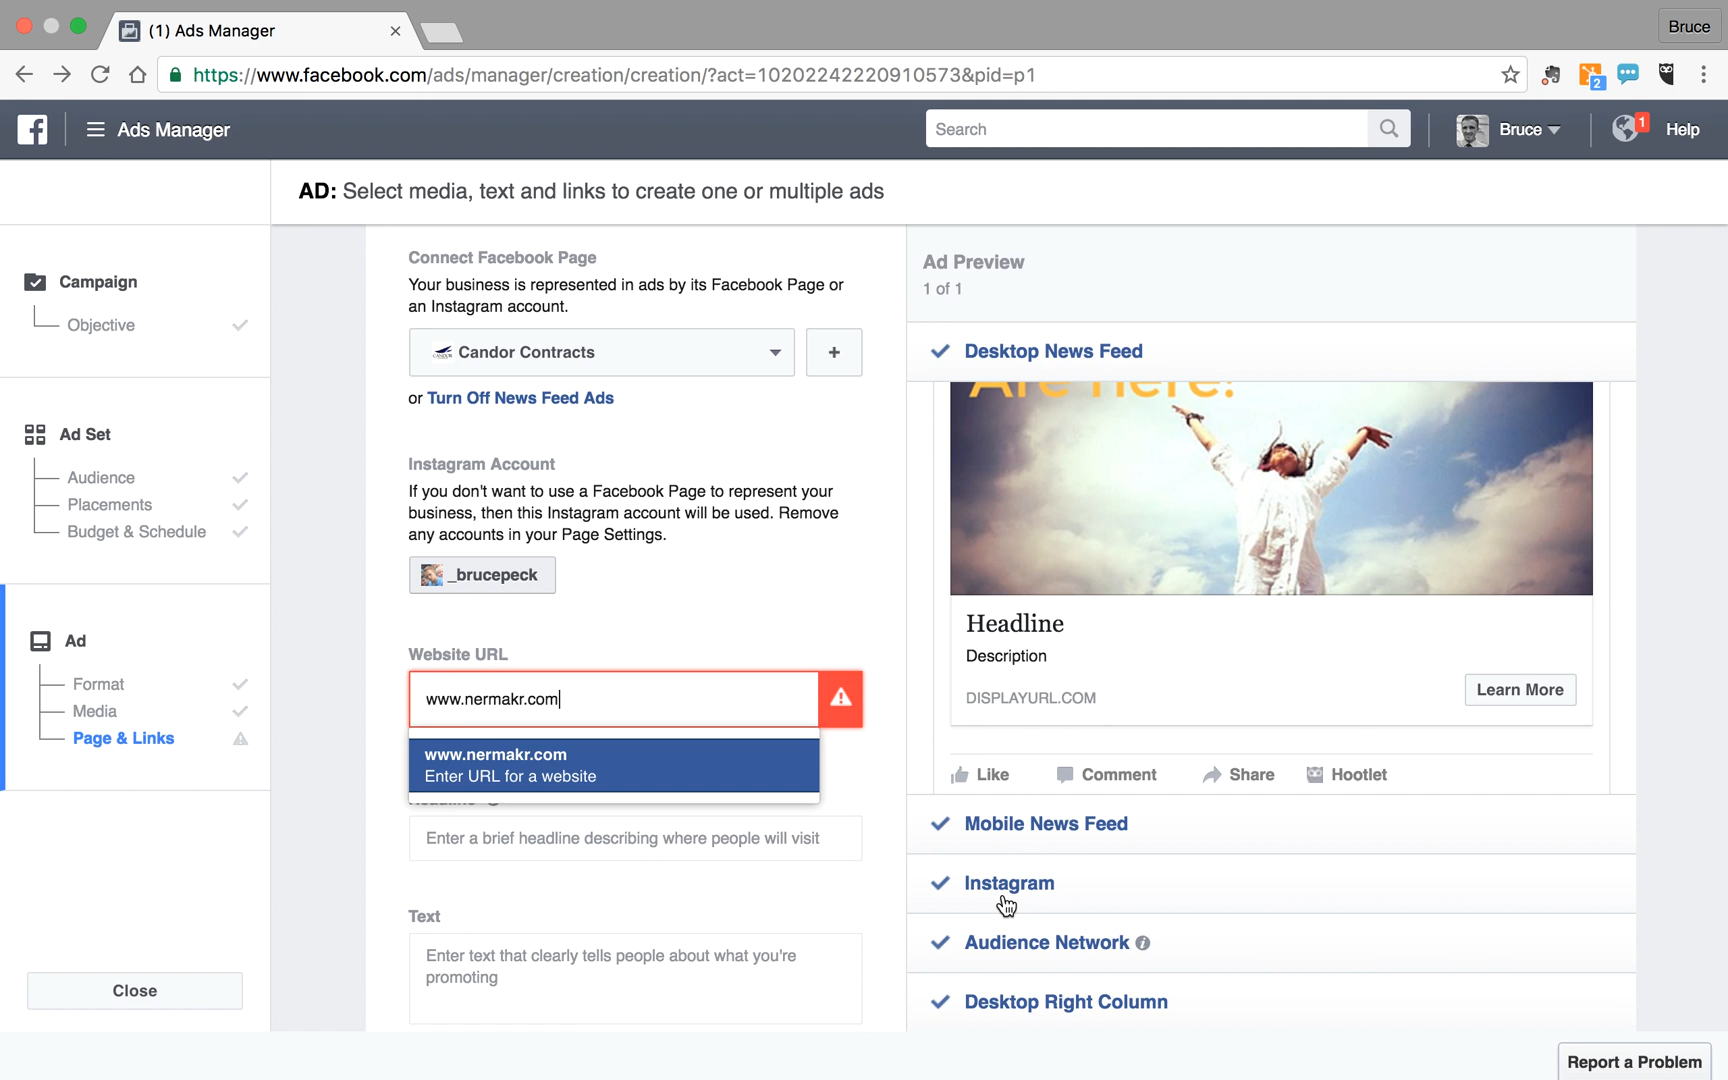 (1) Ads Manager
Bruce
https://www.facebook.com/ads/manager/creation/creation/?act=10202242220910573&pid=p1
2
Ads Manager
Search
Bruce
1
Help
AD: Select media, text and links to create one or multiple ads
Campaign
Objective
Ad Set
Audience
Placements
Budget & Schedule
Ad
Format
Media
Page & Links
Close
Connect Facebook Page
Your business is represented in ads by its Facebook Page or
an Instagram account.
Candor Contracts
+
or Turn Off News Feed Ads
Instagram Account
If you don't want to use a Facebook Page to represent your
business, then this Instagram account will be used. Remove
any accounts in your Page Settings.
_brucepeck
Website URL
www.nermakr.com
www.nermakr.com
Enter URL for a website
Headline
Enter a brief headline describing where people will visit
Text
Enter text that clearly tells people about what you're
promoting
Ad Preview
1 of 1
Desktop News Feed
Are here!
Headline
Description
DISPLAYURL.COM
Learn More
Like
Comment
Share
Hootlet
Mobile News Feed
Instagram
Audience Network
Desktop Right Column
Report a Problem